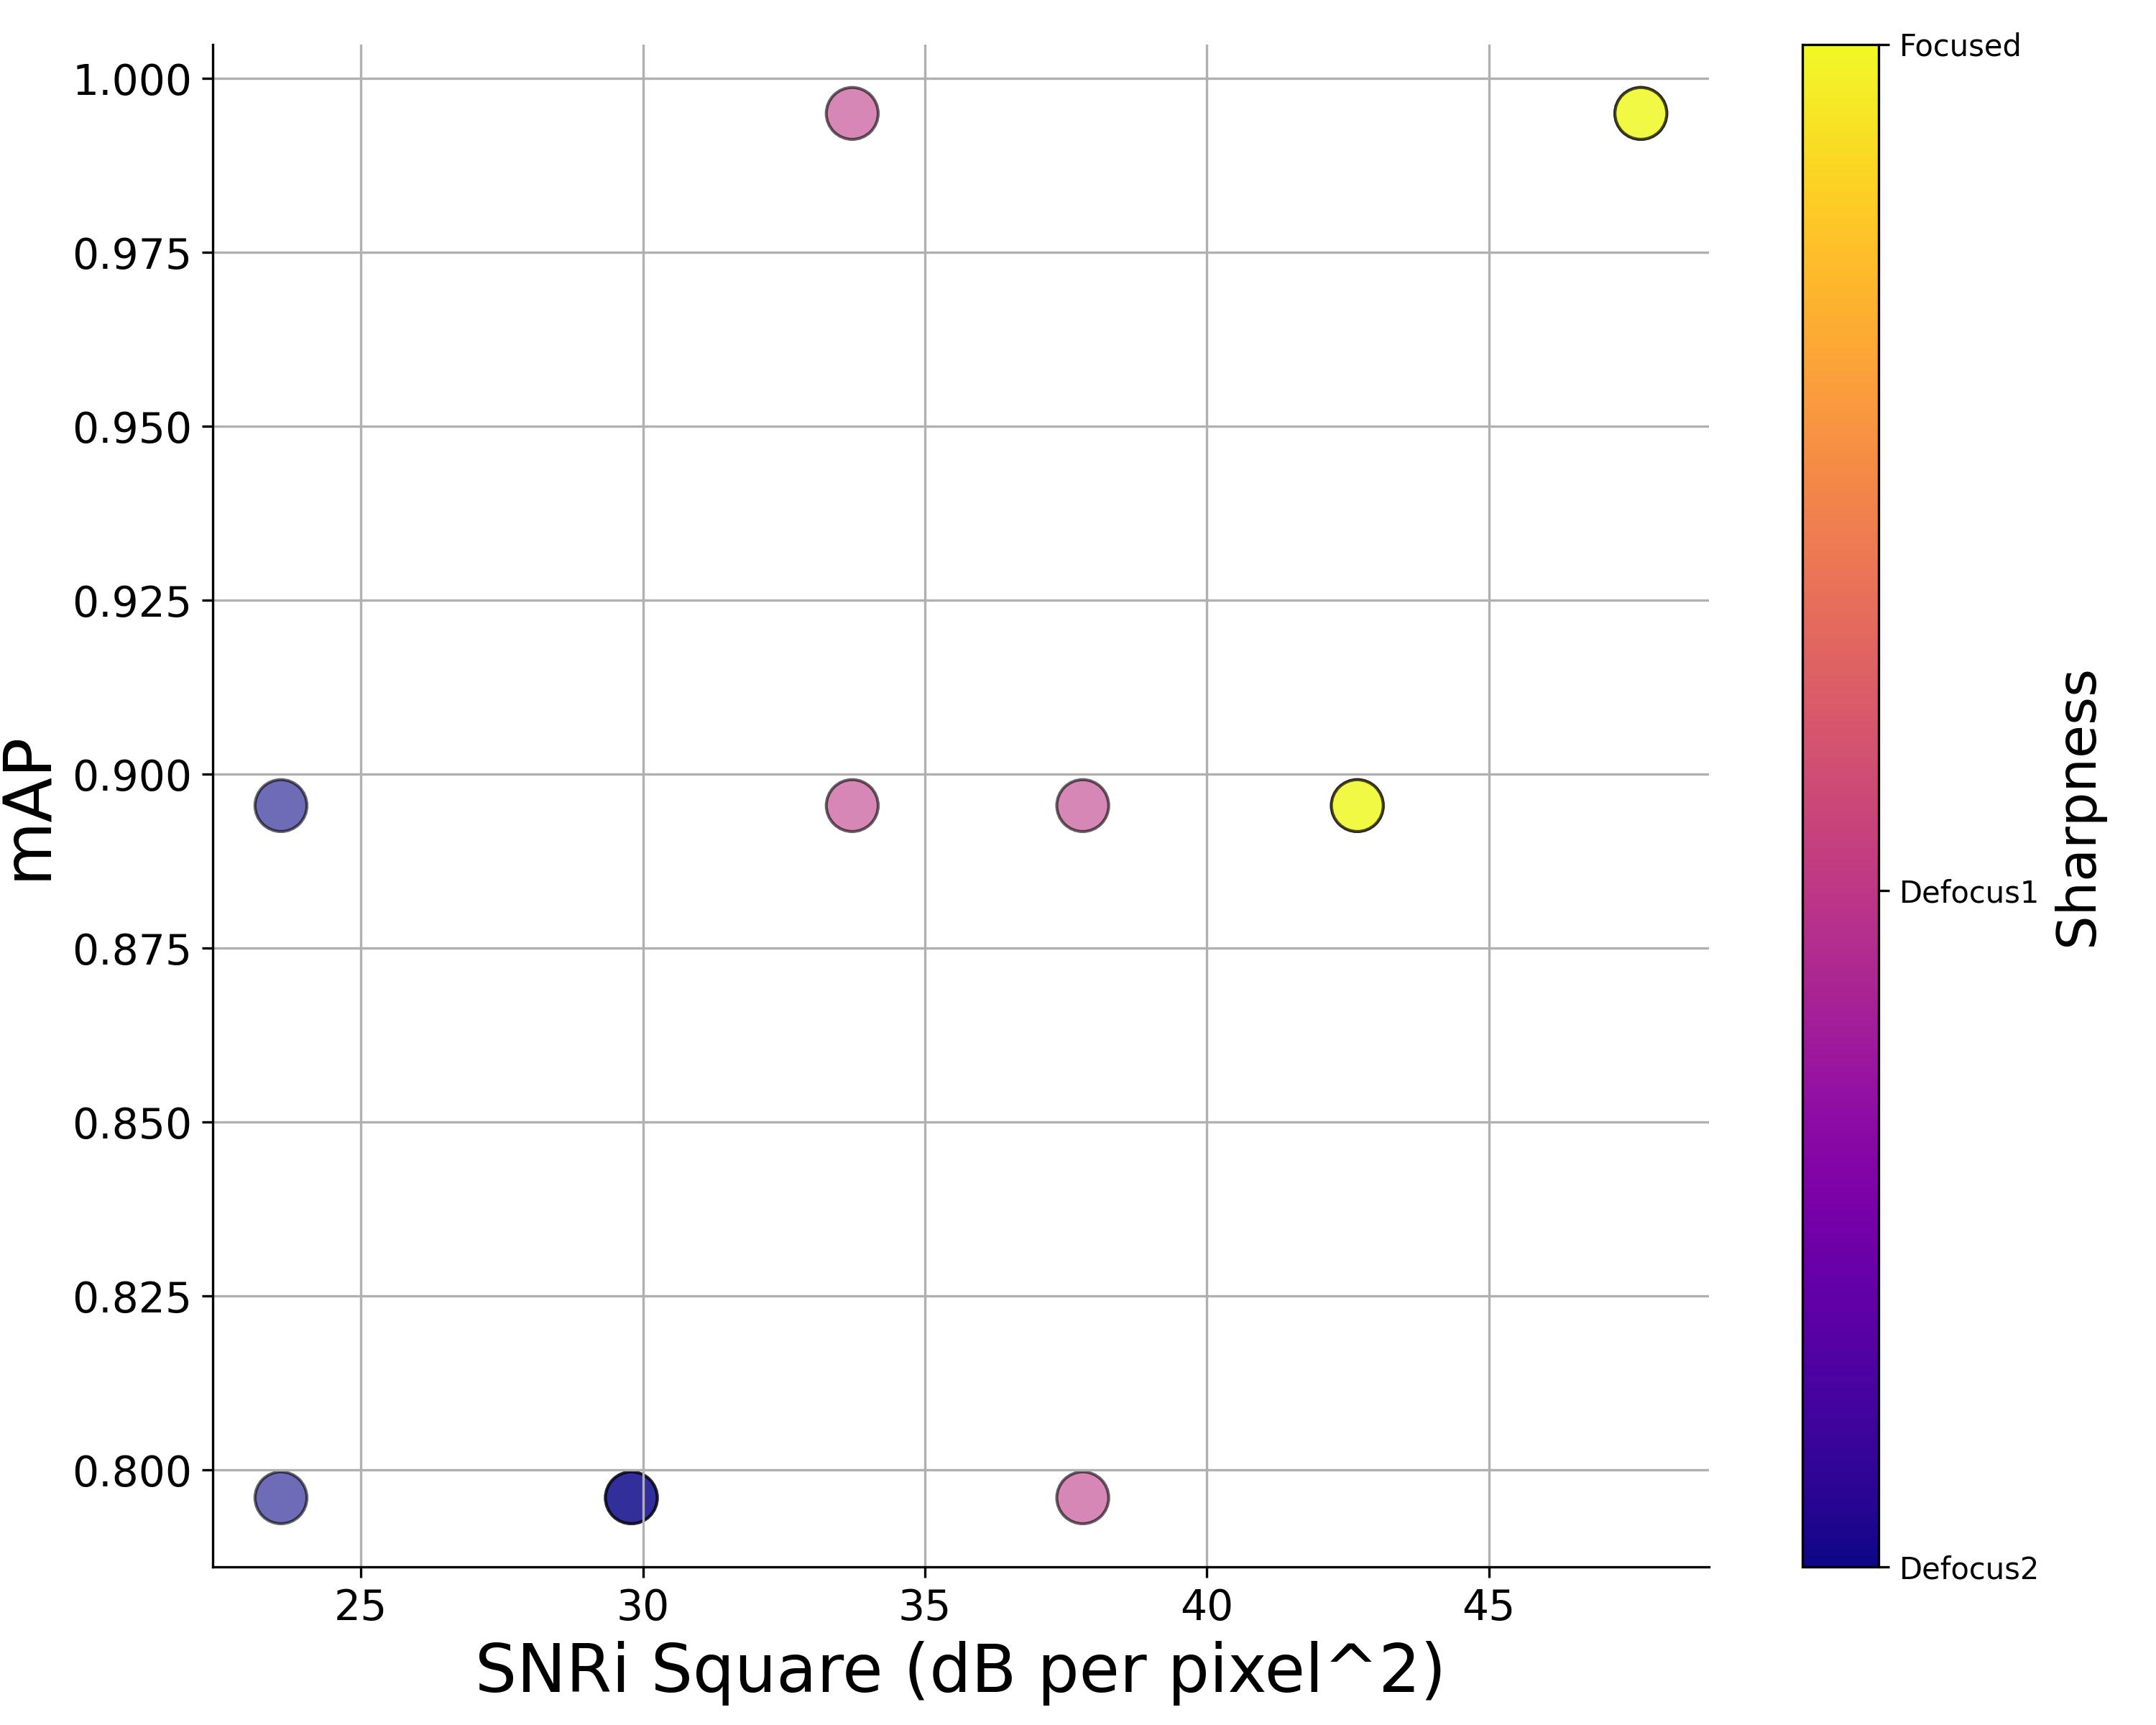 1.000
0.975
0.950
0.925
0.900
0.875
0.850
0.825
0.800
mAP
25 30 35 40 45
SNRi Square (dB per pixel^2)
Focused
Defocus1
Defocus2
Sharpness